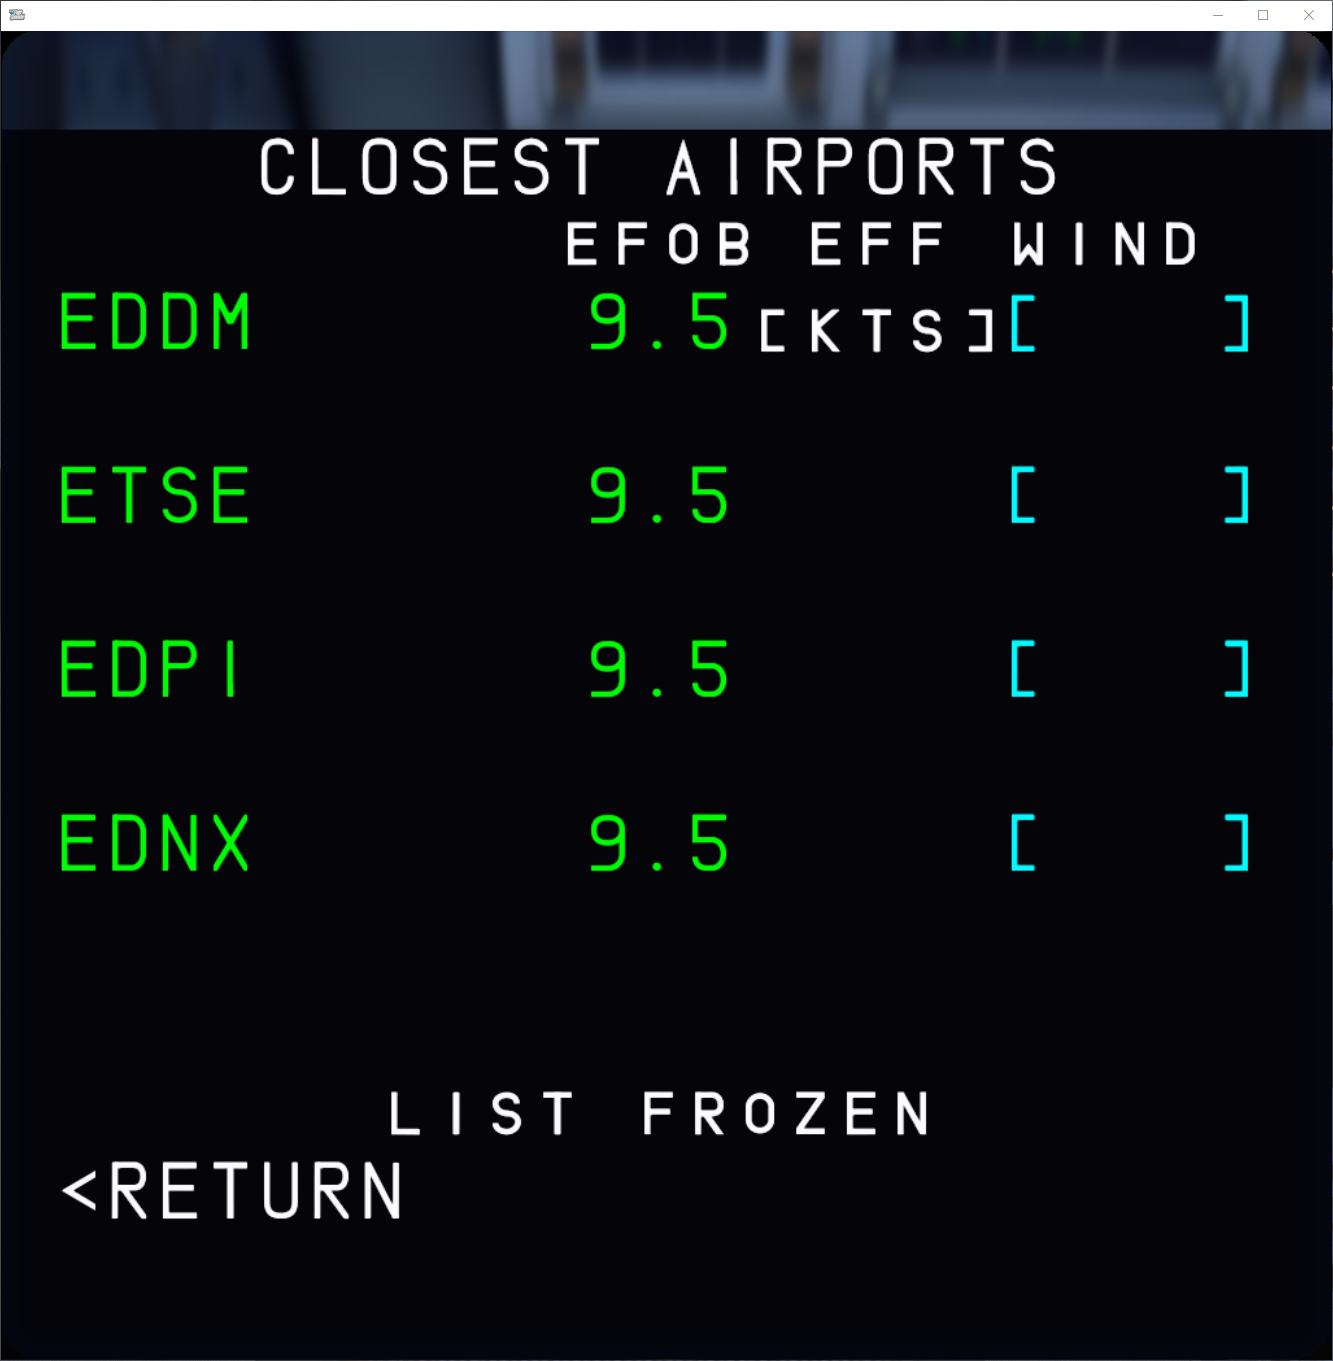 CLOSEST AIRPORTS
EFOB EFF WIND
EDDM 9.5 [KTS][ ]
ETSE 9.5 [ ]
EDPI 9.5 [ ]
EDNX 9.5 [ ]
LIST FROZEN
<RETURN